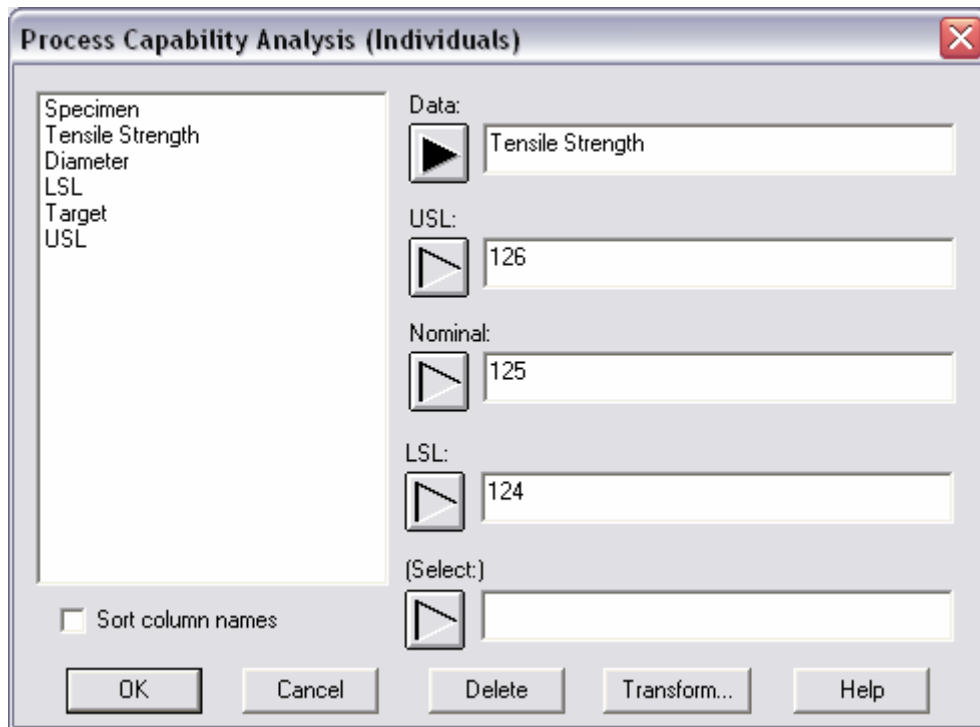 Process Capability Analysis (Individuals)
Specimen
Tensile Strength
Diameter
LSL
Target
USL
Sort column names
Data:
Tensile Strength
USL:
126
Nominal:
125
LSL:
124
(Select:)
OK
Cancel
Delete
Transform...
Help